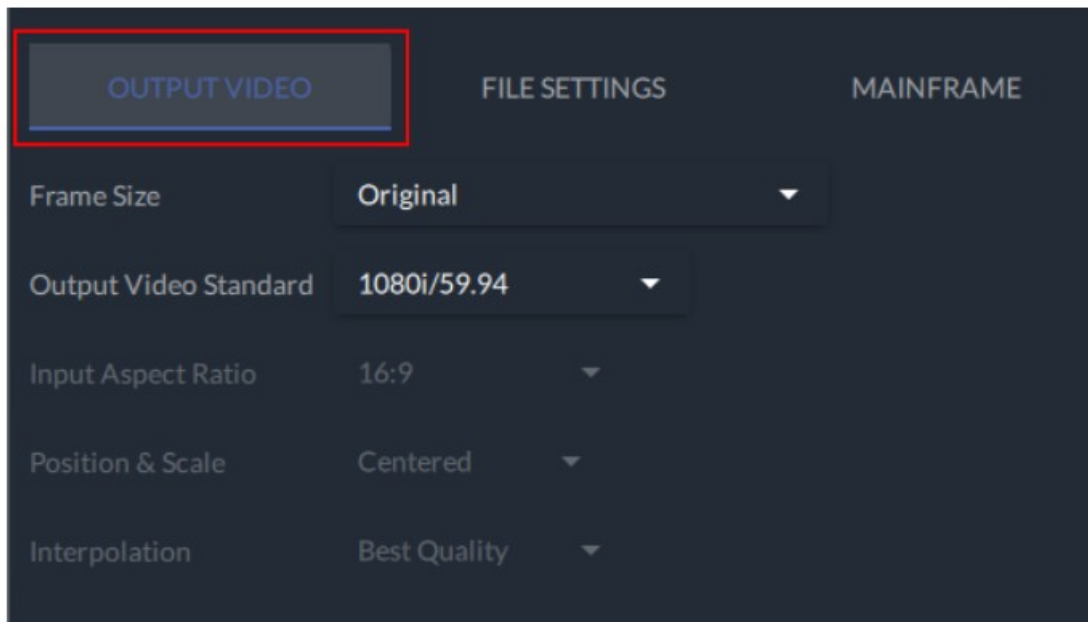 OUTPUT VIDEO FILE SETTINGS MAINFRAME
Frame Size Original
Output Video Standard 1080i/59.94
Input Aspect Ratio 16:9
Position & Scale Centered
Interpolation Best Quality